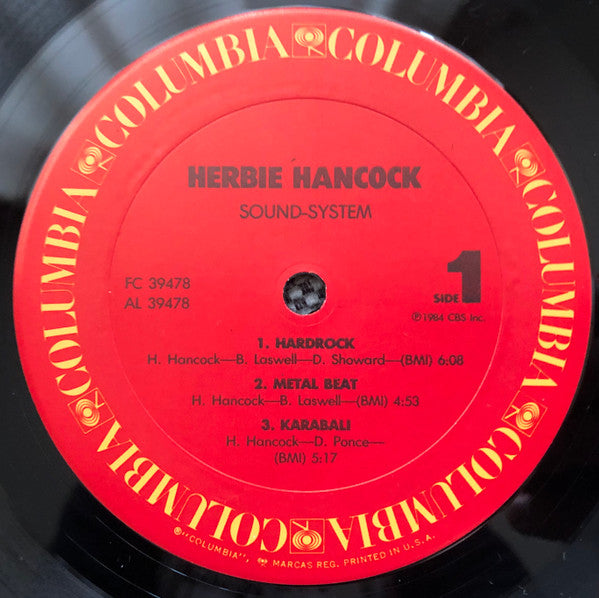 COLUMBIA COLUMBIA COLUMBIA COLUMBIA COLUMBIA COLUMBIA
HERBIE HANCOCK
SOUND-SYSTEM
FC 39478
AL 39478
SIDE 1
℗1984 CBS Inc.
1. HARDROCK
H. Hancock—B. Laswell—D. Showard—(BMI) 6:08
2. METAL BEAT
H. Hancock—B. Laswell—(BMI) 4:53
3. KARABALI
H. Hancock—D. Ponce—
(BMI) 5:17
®"COLUMBIA", MARCAS REG. PRINTED IN U.S.A.